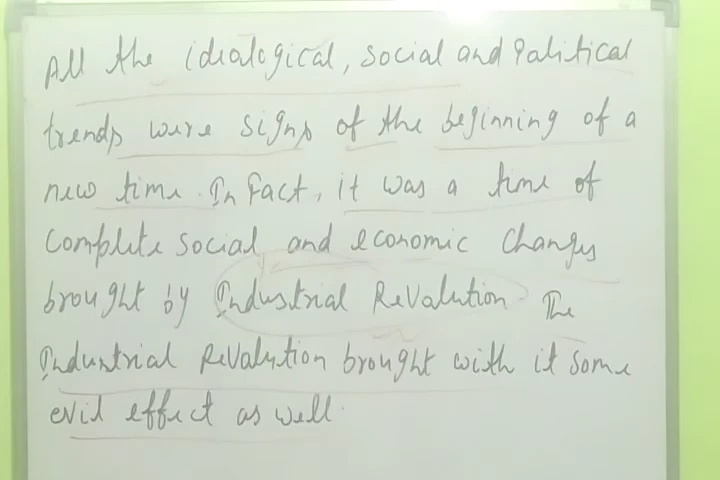 All the idealogical, social and Political
trends were signs of the beginning of a
new time. In fact, it was a time of
Complete social and economic changes
brought by Industrial Revolution The
Industrial Revolution brought with it some
evil effect as well.